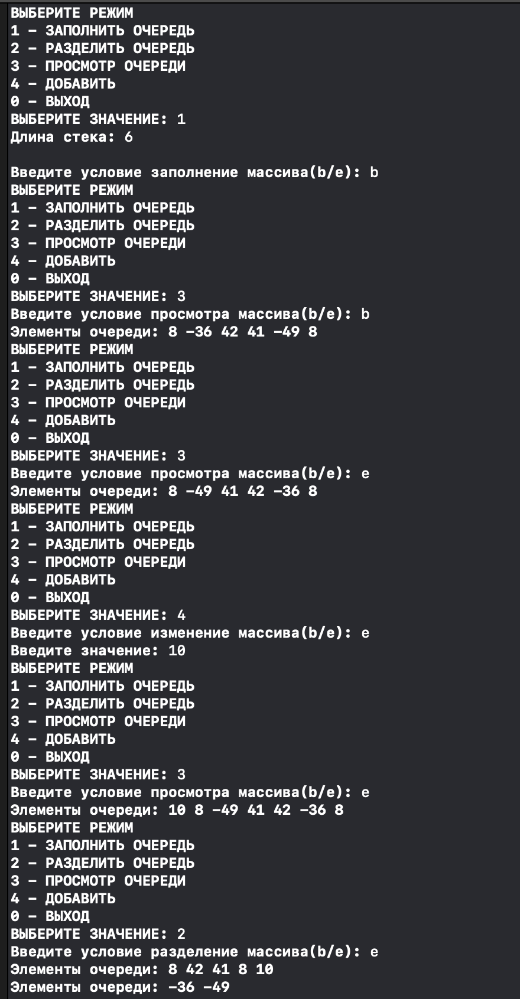 ВЫБЕРИТЕ РЕЖИМ
1 – ЗАПОЛНИТЬ ОЧЕРЕДЬ
2 – РАЗДЕЛИТЬ ОЧЕРЕДЬ
3 – ПРОСМОТР ОЧЕРЕДИ
4 – ДОБАВИТЬ
0 – ВЫХОД
ВЫБЕРИТЕ ЗНАЧЕНИЕ: 1
Длина стека: 6
Введите условие заполнение массива(b/e): b
ВЫБЕРИТЕ РЕЖИМ
1 – ЗАПОЛНИТЬ ОЧЕРЕДЬ
2 – РАЗДЕЛИТЬ ОЧЕРЕДЬ
3 – ПРОСМОТР ОЧЕРЕДИ
4 – ДОБАВИТЬ
0 – ВЫХОД
ВЫБЕРИТЕ ЗНАЧЕНИЕ: 3
Введите условие просмотра массива(b/e): b
Элементы очереди: 8 –36 42 41 –49 8
ВЫБЕРИТЕ РЕЖИМ
1 – ЗАПОЛНИТЬ ОЧЕРЕДЬ
2 – РАЗДЕЛИТЬ ОЧЕРЕДЬ
3 – ПРОСМОТР ОЧЕРЕДИ
4 – ДОБАВИТЬ
0 – ВЫХОД
ВЫБЕРИТЕ ЗНАЧЕНИЕ: 3
Введите условие просмотра массива(b/e): e
Элементы очереди: 8 –49 41 42 –36 8
ВЫБЕРИТЕ РЕЖИМ
1 – ЗАПОЛНИТЬ ОЧЕРЕДЬ
2 – РАЗДЕЛИТЬ ОЧЕРЕДЬ
3 – ПРОСМОТР ОЧЕРЕДИ
4 – ДОБАВИТЬ
0 – ВЫХОД
ВЫБЕРИТЕ ЗНАЧЕНИЕ: 4
Введите условие изменение массива(b/e): e
Введите значение: 10
ВЫБЕРИТЕ РЕЖИМ
1 – ЗАПОЛНИТЬ ОЧЕРЕДЬ
2 – РАЗДЕЛИТЬ ОЧЕРЕДЬ
3 – ПРОСМОТР ОЧЕРЕДИ
4 – ДОБАВИТЬ
0 – ВЫХОД
ВЫБЕРИТЕ ЗНАЧЕНИЕ: 3
Введите условие просмотра массива(b/e): e
Элементы очереди: 10 8 –49 41 42 –36 8
ВЫБЕРИТЕ РЕЖИМ
1 – ЗАПОЛНИТЬ ОЧЕРЕДЬ
2 – РАЗДЕЛИТЬ ОЧЕРЕДЬ
3 – ПРОСМОТР ОЧЕРЕДИ
4 – ДОБАВИТЬ
0 – ВЫХОД
ВЫБЕРИТЕ ЗНАЧЕНИЕ: 2
Введите условие разделение массива(b/e): e
Элементы очереди: 8 42 41 8 10
Элементы очереди: –36 –49